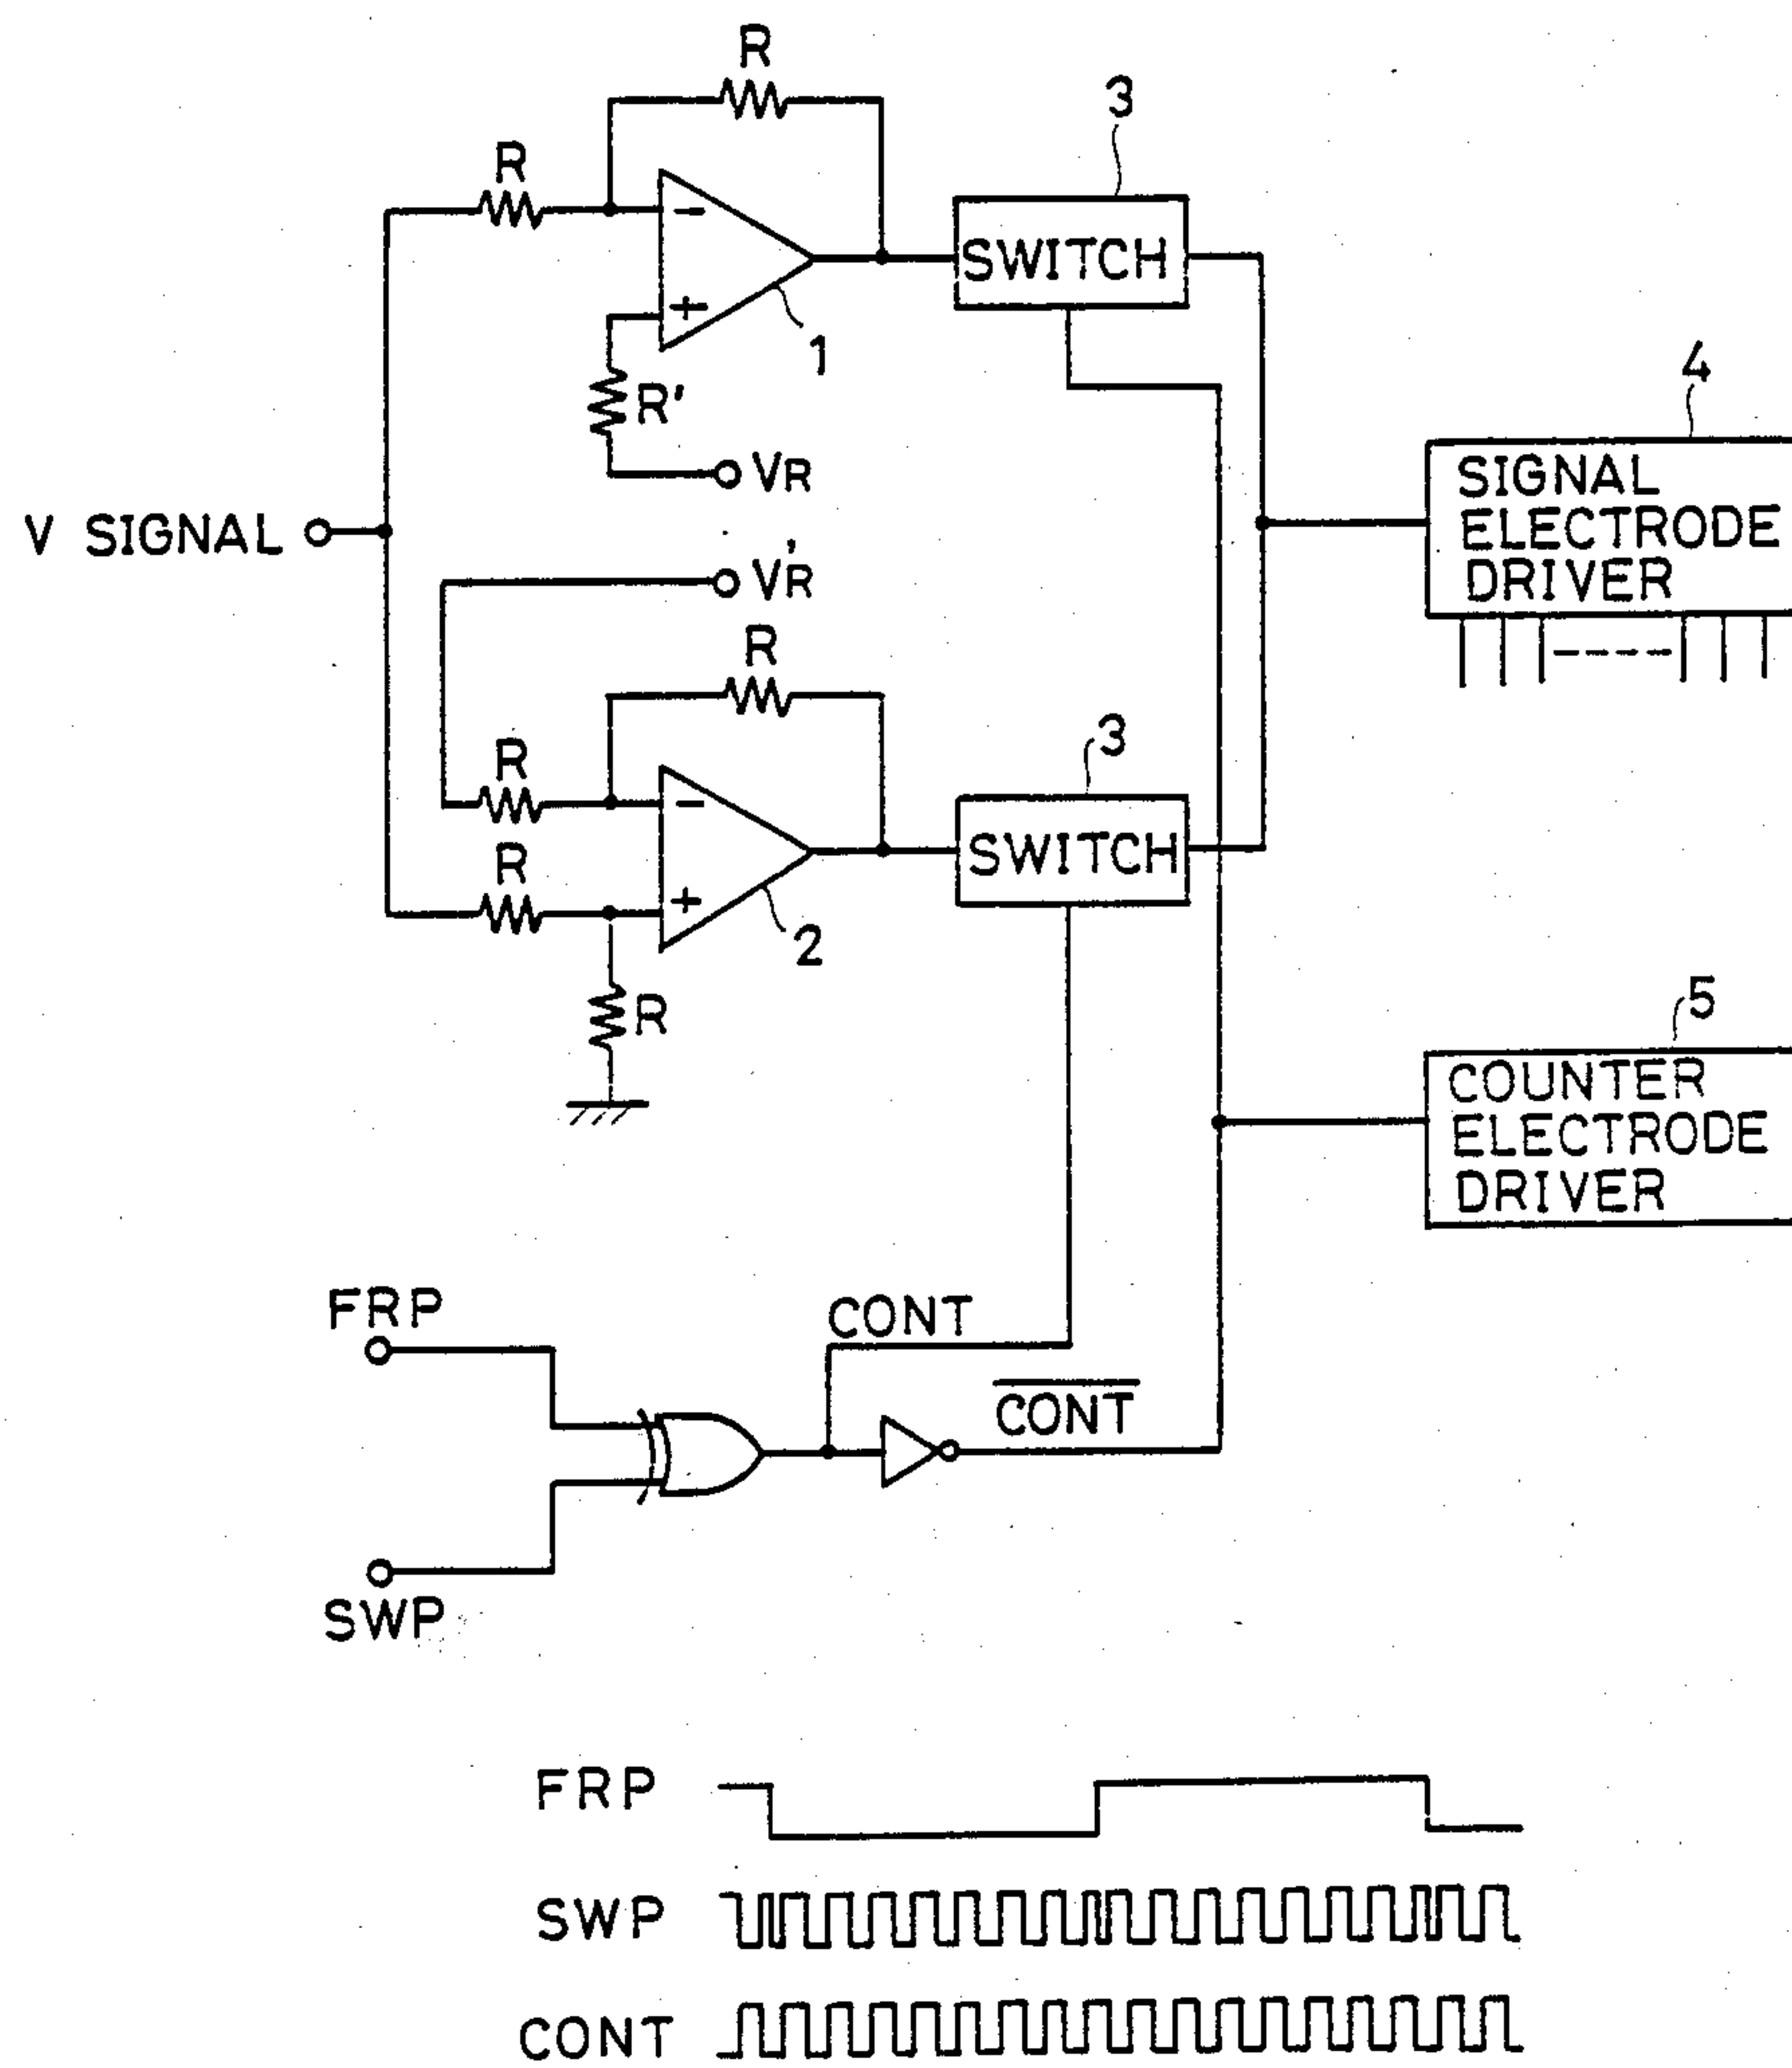 R
3
R
-
SWITCH
+
1
4
R'
VR
SIGNAL
ELECTRODE
DRIVER
V SIGNAL
V'R
R
3
R
-
SWITCH
R
+
2
5
R
COUNTER
ELECTRODE
DRIVER
FRP
CONT
CONT
SWP
FRP
SWP
CONT